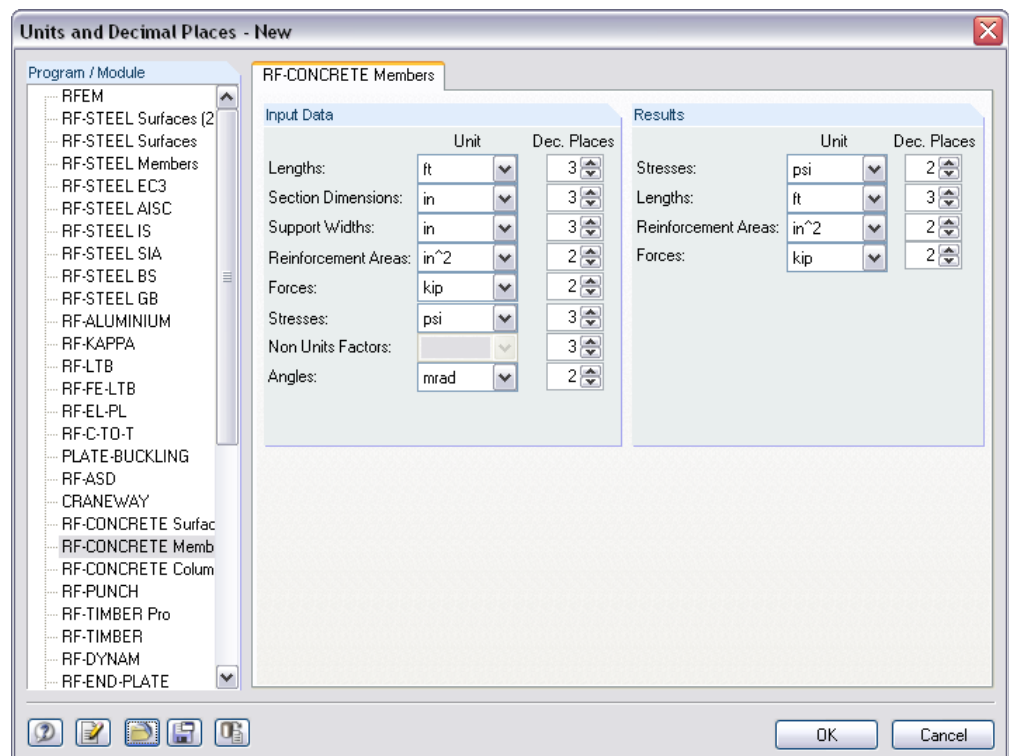 Units and Decimal Places - New
Program / Module
RFEM
RF-STEEL Surfaces (2
RF-STEEL Surfaces
RF-STEEL Members
RF-STEEL EC3
RF-STEEL AISC
RF-STEEL IS
RF-STEEL SIA
RF-STEEL BS
RF-STEEL GB
RF-ALUMINIUM
RF-KAPPA
RF-LTB
RF-FE-LTB
RF-EL-PL
RF-C-TO-T
PLATE-BUCKLING
RF-ASD
CRANEWAY
RF-CONCRETE Surfac
RF-CONCRETE Memb
RF-CONCRETE Colum
RF-PUNCH
RF-TIMBER Pro
RF-TIMBER
RF-DYNAM
RF-END-PLATE
RF-CONCRETE Members
Input Data
Unit Dec. Places
Lengths: ft 3
Section Dimensions: in 3
Support Widths: in 3
Reinforcement Areas: in^2 2
Forces: kip 2
Stresses: psi 3
Non Units Factors: 3
Angles: mrad 2
Results
Unit Dec. Places
Stresses: psi 2
Lengths: ft 3
Reinforcement Areas: in^2 2
Forces: kip 2
OK Cancel